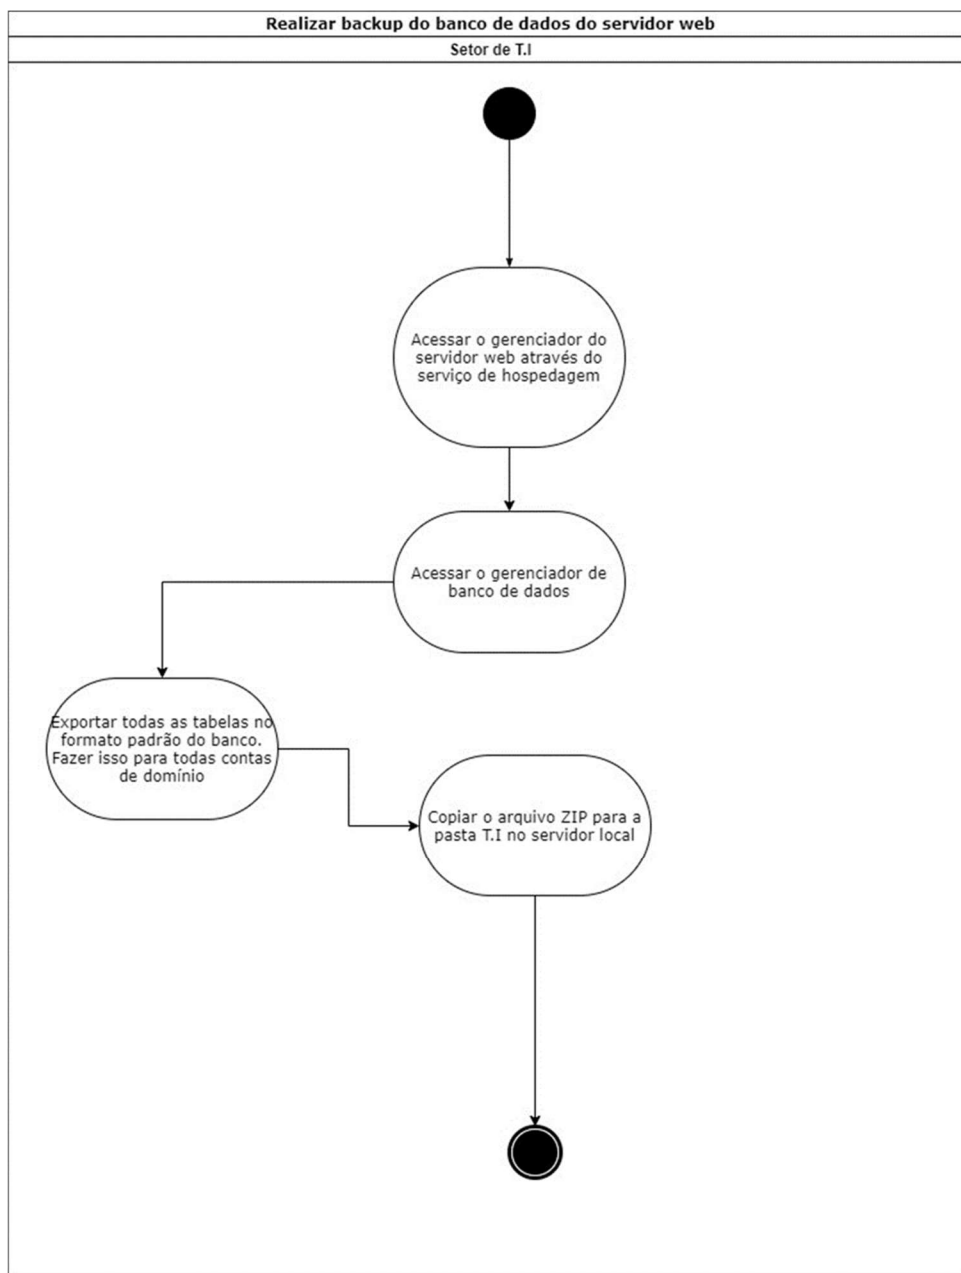 Realizar backup do banco de dados do servidor web
Setor de T.I
Acessar o gerenciador do
servidor web através do
serviço de hospedagem
Acessar o gerenciador de
banco de dados
Exportar todas as tabelas no
formato padrão do banco.
Fazer isso para todas contas
de domínio
Copiar o arquivo ZIP para a
pasta T.I no servidor local